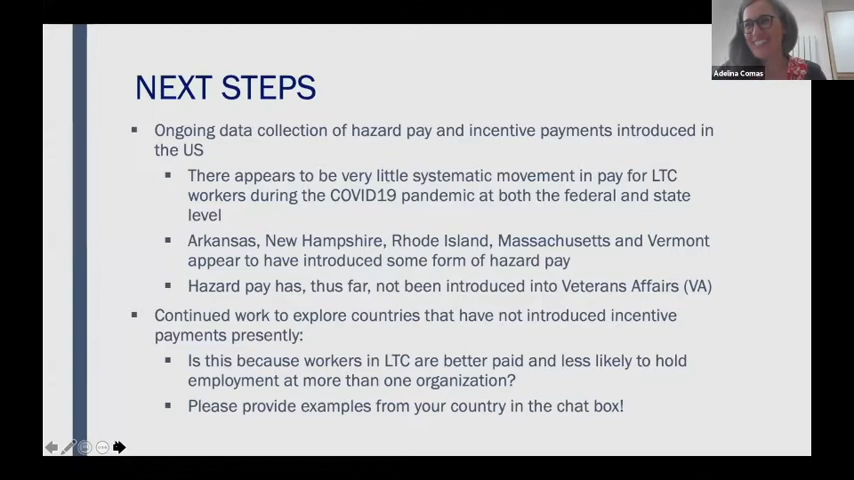 Adelina Comas
NEXT STEPS
▪ Ongoing data collection of hazard pay and incentive payments introduced in
the US
▪ There appears to be very little systematic movement in pay for LTC
workers during the COVID19 pandemic at both the federal and state
level
▪ Arkansas, New Hampshire, Rhode Island, Massachusetts and Vermont
appear to have introduced some form of hazard pay
▪ Hazard pay has, thus far, not been introduced into Veterans Affairs (VA)
▪ Continued work to explore countries that have not introduced incentive
payments presently:
▪ Is this because workers in LTC are better paid and less likely to hold
employment at more than one organization?
▪ Please provide examples from your country in the chat box!